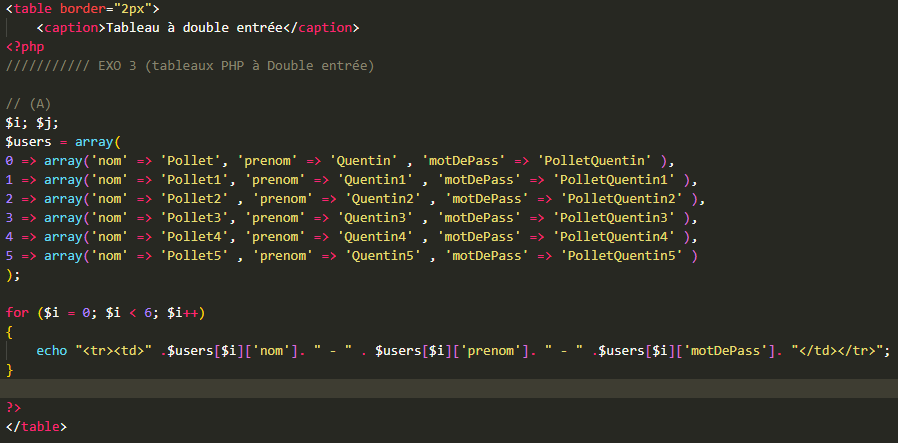 <table border="2px">
<caption>Tableau à double entrée</caption>
<?php
/////////// EXO 3 (tableaux PHP à Double entrée)
// (A)
$i; $j;
$users = array(
0 => array('nom' => 'Pollet', 'prenom' => 'Quentin' , 'motDePass' => 'PolletQuentin' ),
1 => array('nom' => 'Pollet1', 'prenom' => 'Quentin1' , 'motDePass' => 'PolletQuentin1' ),
2 => array('nom' => 'Pollet2' , 'prenom' => 'Quentin2' , 'motDePass' => 'PolletQuentin2' ),
3 => array('nom' => 'Pollet3', 'prenom' => 'Quentin3' , 'motDePass' => 'PolletQuentin3' ),
4 => array('nom' => 'Pollet4', 'prenom' => 'Quentin4' , 'motDePass' => 'PolletQuentin4' ),
5 => array('nom' => 'Pollet5' , 'prenom' => 'Quentin5' , 'motDePass' => 'PolletQuentin5' )
);
for ($i = 0; $i < 6; $i++)
{
echo "<tr><td>" .$users[$i]['nom']. " - " . $users[$i]['prenom']. " - " .$users[$i]['motDePass']. "</td></tr>";
}
?>
</table>